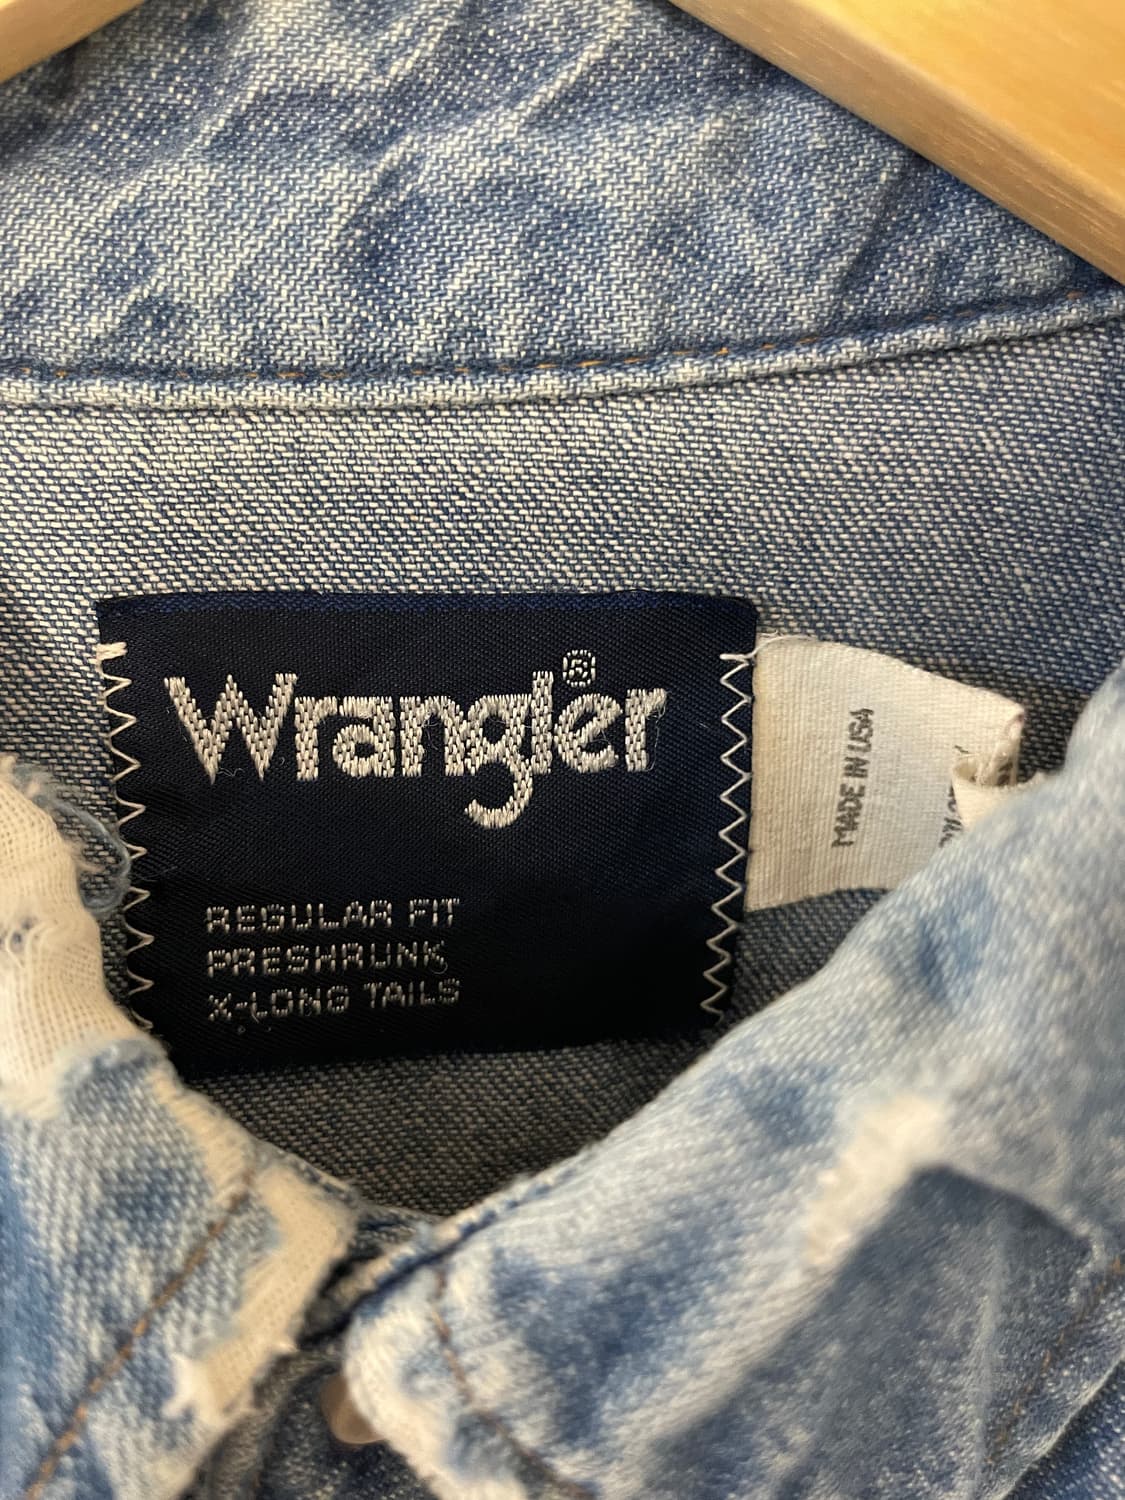 Wrangler®
REGULAR FIT
PRESHRUNK
X-LONG TAILS
MADE IN USA